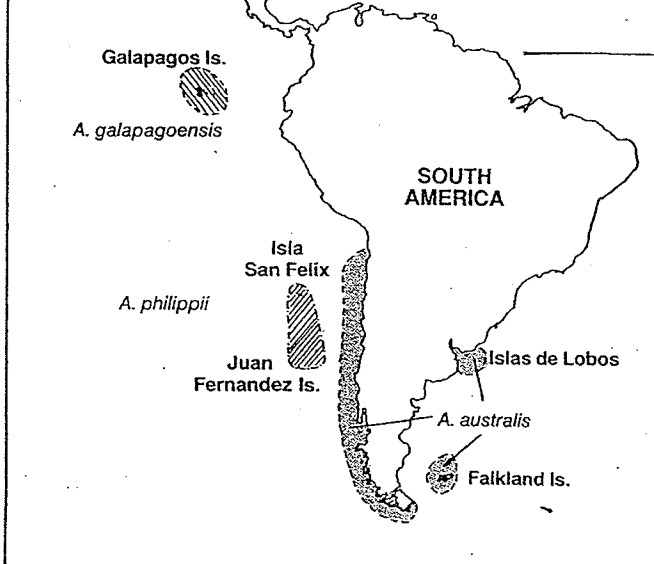 Galapagos Is.
A. galapagoensis
SOUTH
AMERICA
Isla
San Felix
A. philippii
Juan
Fernandez Is.
Islas de Lobos
A. australis
Falkland Is.